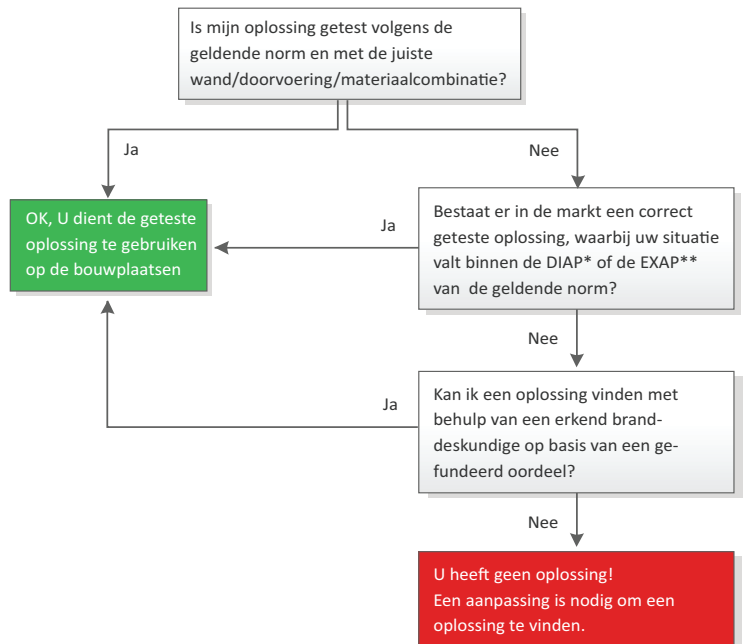 Is mijn oplossing getest volgens de
geldende norm en met de juiste
wand/doorvoering/materiaalcombinatie?
Ja
Nee
OK, U dient de geteste
oplossing te gebruiken
op de bouwplaatsen
Ja
Bestaat er in de markt een correct
geteste oplossing, waarbij uw situatie
valt binnen de DIAP* of de EXAP**
van de geldende norm?
Nee
Ja
Kan ik een oplossing vinden met
behulp van een erkend brand-
deskundige op basis van een ge-
fundeerd oordeel?
Nee
U heeft geen oplossing!
Een aanpassing is nodig om een
oplossing te vinden.